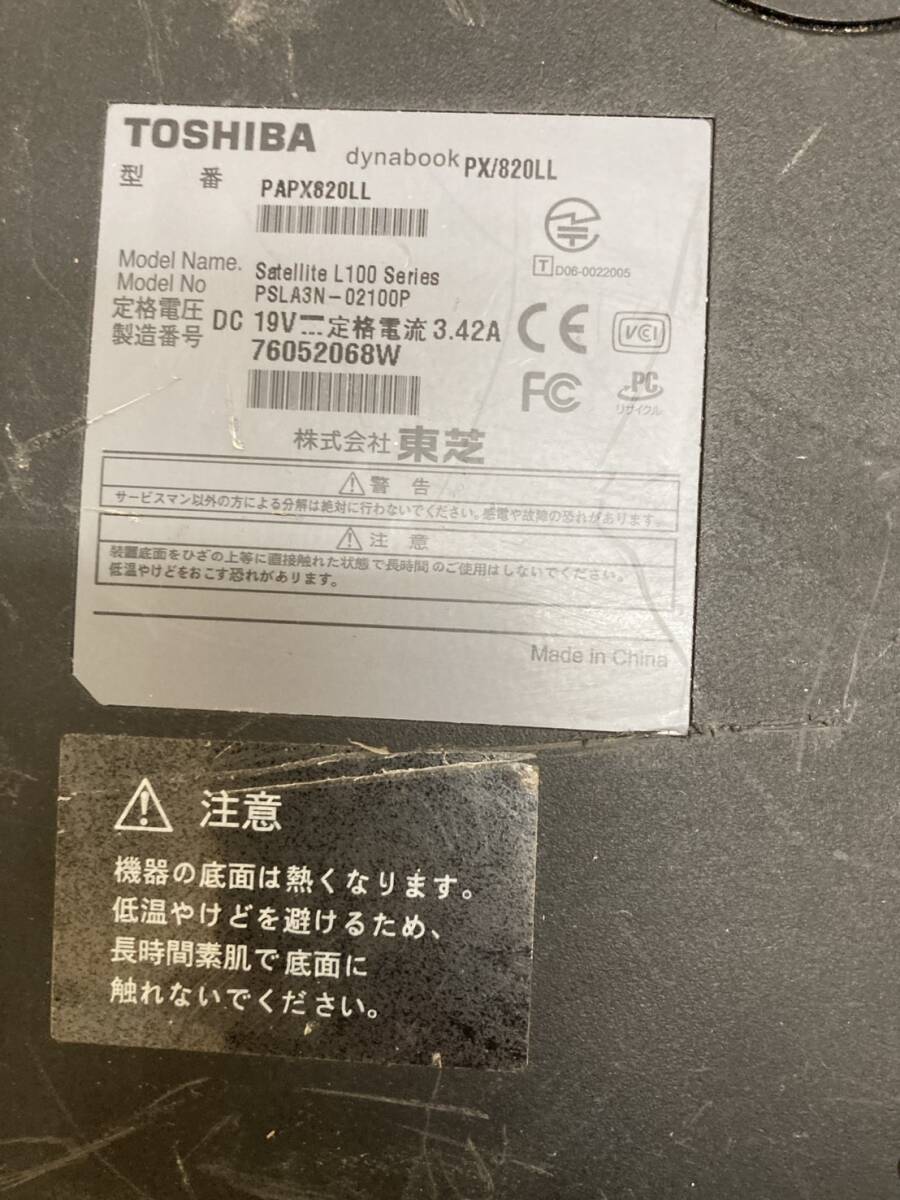 TOSHIBA
dynabook PX/820LL
型 番 PAPX820LL
T D06-0022005
Model Name. Satellite L100 Series
Model No PSLA3N-02100P
定格電圧 DC 19V 定格電流 3.42A
製造番号 76052068W
CE VCI
FC PC
リサイクル
株式会社 東芝
⚠警 告
サービスマン以外の方による分解は絶対に行わないでください。感電や故障の恐れがあります。
⚠注 意
装置底面をひざの上等に直接触れた状態で長時間のご使用はしないでください。
低温やけどをおこす恐れがあります。
Made in China
⚠ 注意
機器の底面は熱くなります。
低温やけどを避けるため、
長時間素肌で底面に
触れないでください。